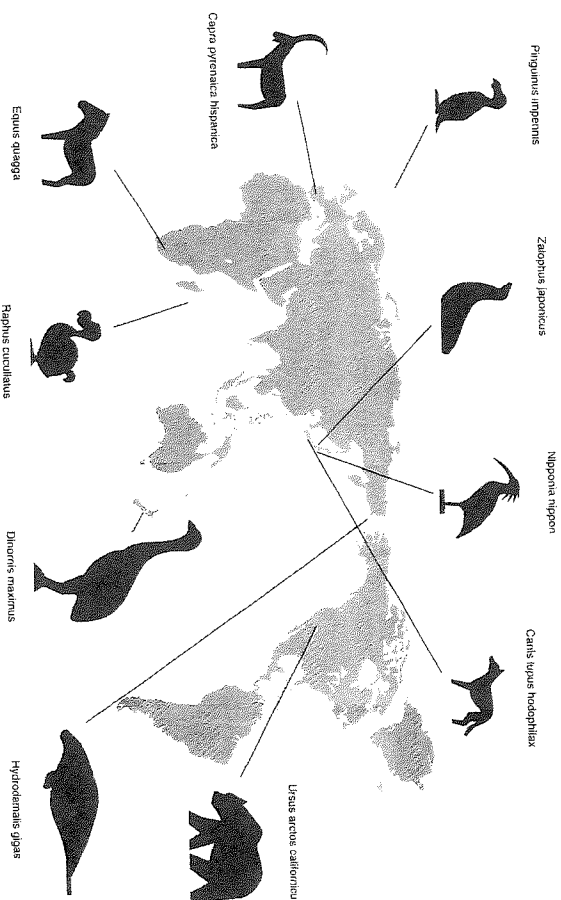 Pinguinus impennis
Zalophus japonicus
Nipponia nippon
Canis lupus hodophilax
Capra pyrenaica hispanica
Ursus arctos californicu
Equus quagga
Raphus cucullatus
Dinornis maximus
Hydrodamalis gigas